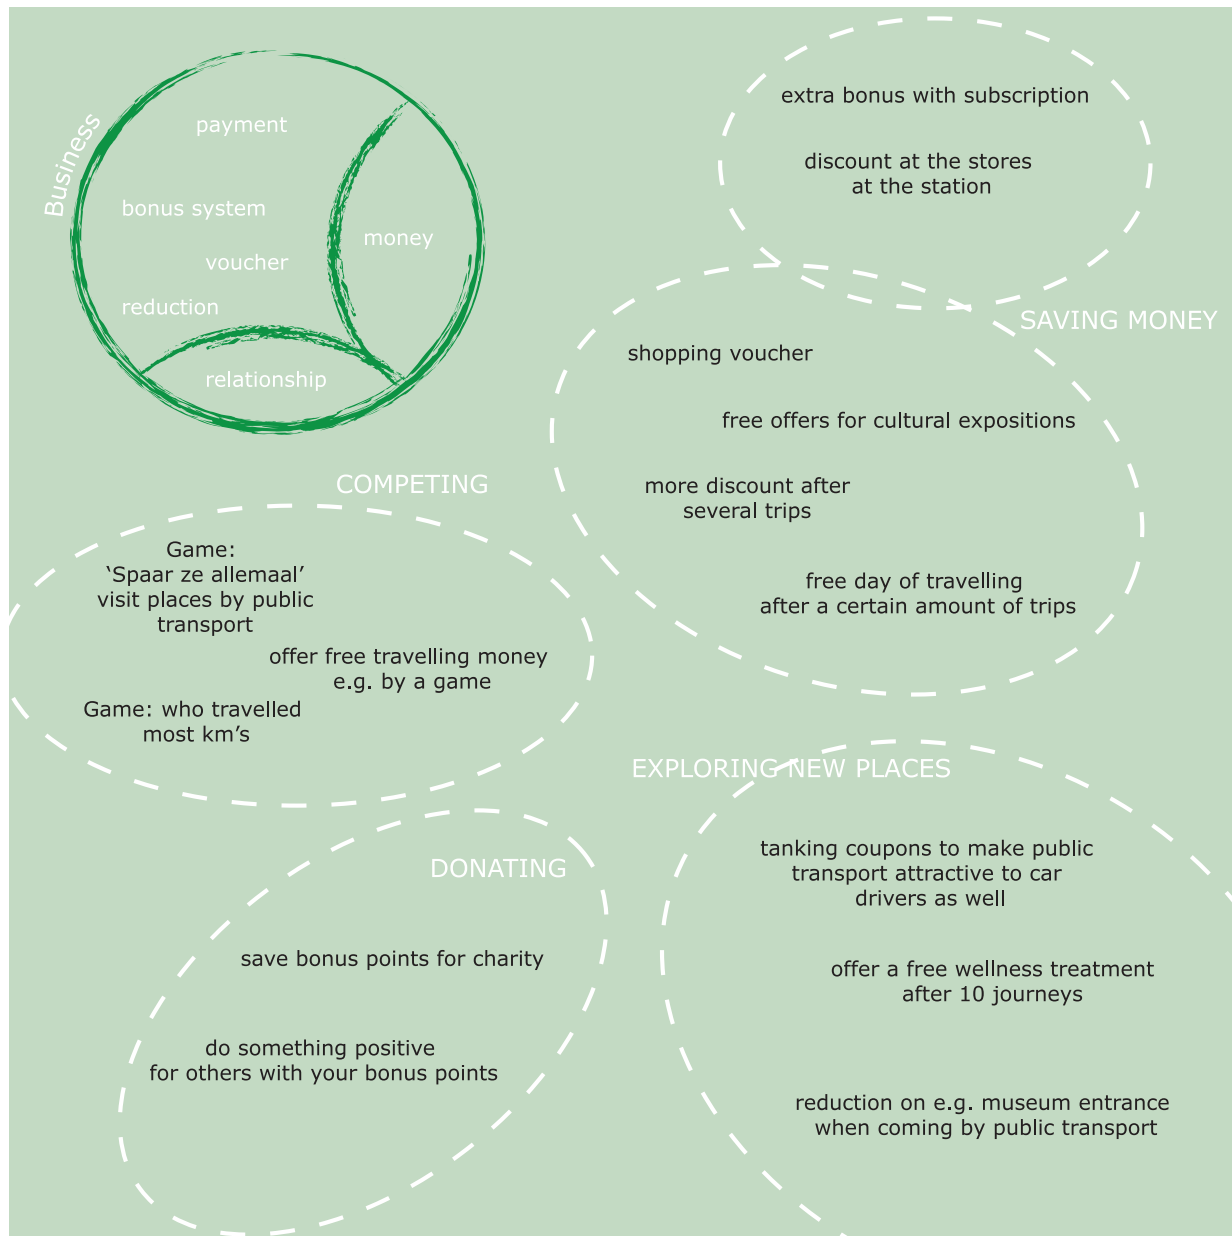 Business
payment
bonus system
voucher
reduction
money
relationship
extra bonus with subscription
discount at the stores
at the station
SAVING MONEY
shopping voucher
free offers for cultural expositions
more discount after
several trips
free day of travelling
after a certain amount of trips
COMPETING
Game:
‘Spaar ze allemaal’
visit places by public
transport
offer free travelling money
e.g. by a game
Game: who travelled
most km’s
EXPLORING NEW PLACES
tanking coupons to make public
transport attractive to car
drivers as well
offer a free wellness treatment
after 10 journeys
reduction on e.g. museum entrance
when coming by public transport
DONATING
save bonus points for charity
do something positive
for others with your bonus points